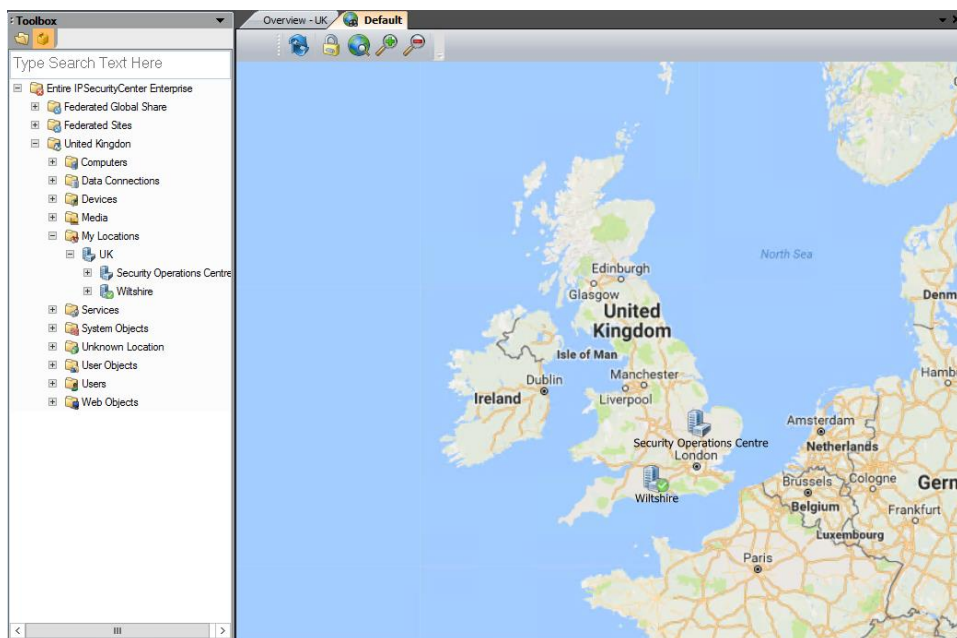 Toolbox
Overview - UK
Default
Type Search Text Here
Entire IPSecurityCenter Enterprise
Federated Global Share
Federated Sites
United Kingdom
Computers
Data Connections
Devices
Media
My Locations
UK
Security Operations Centre
Wiltshire
Services
System Objects
Unknown Location
User Objects
Users
Web Objects
North Sea
Edinburgh
Glasgow
United
Kingdom
Denm
Isle of Man
Hambu
Manchester
Dublin
Ireland
Liverpool
Amsterdam
Security Operations Centre
Netherlands
London
Brussels
Cologne
Germ
Wiltshire
Belgium
Frankfurt
Luxembourg
Paris